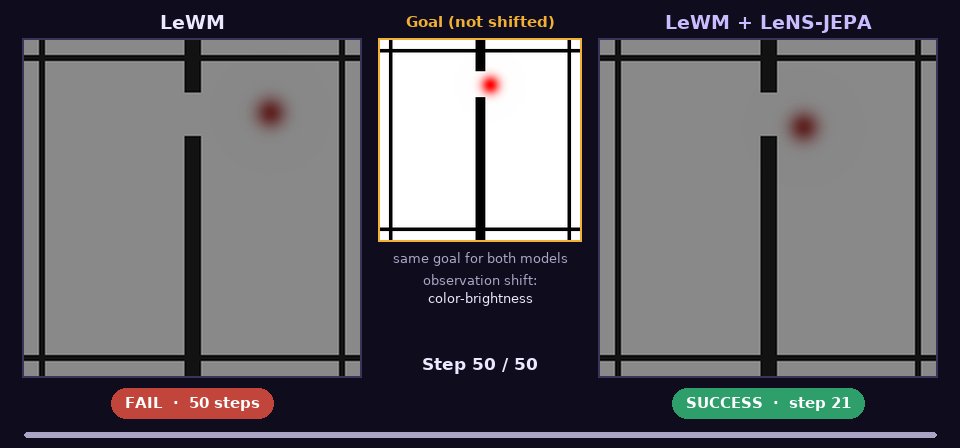 LeWM
Goal (not shifted)
LeWM + LeNS-JEPA
same goal for both models
observation shift:
color-brightness
Step 50 / 50
FAIL · 50 steps
SUCCESS · step 21